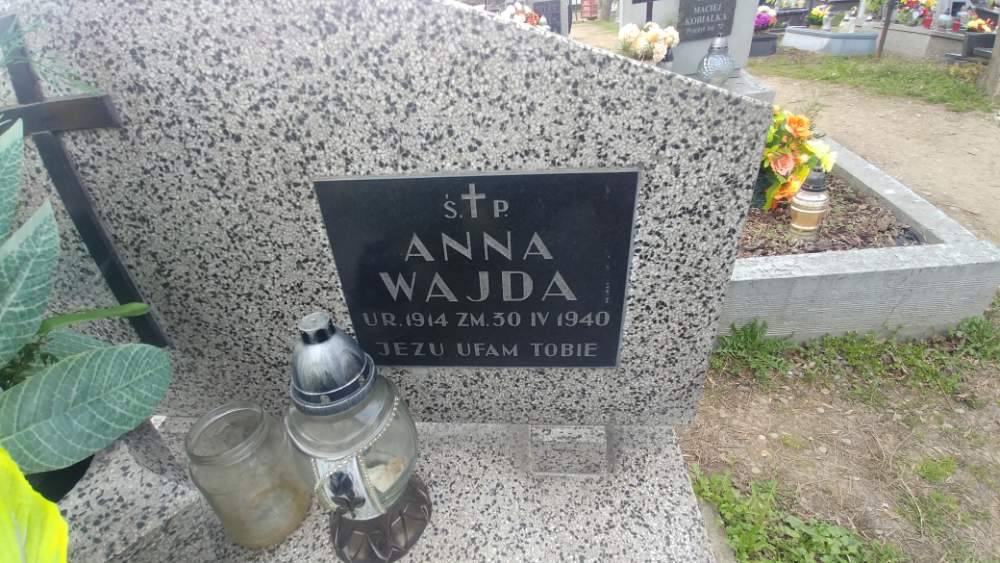 Ś. P.
ANNA
WAJDA
UR. 1914 ZM. 30 IV 1940
JEZU UFAM TOBIE
MACIEJ
KOBIAŁKA